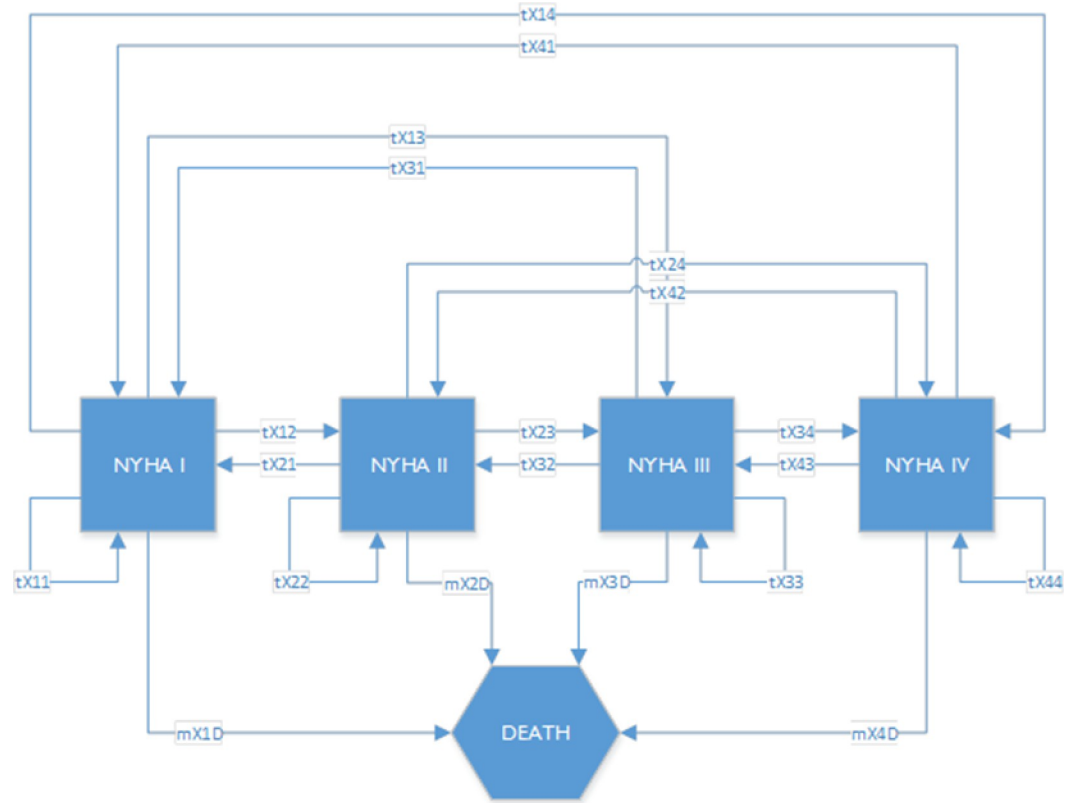 tX14
tX41
tX13
tX31
tX24
tX42
tX12
tX23
tX34
NYHA I
NYHA II
NYHA III
NYHA IV
tX21
tX32
tX43
tX11
tX22
mX2D
mX3D
tX33
tX44
mX1D
DEATH
mX4D